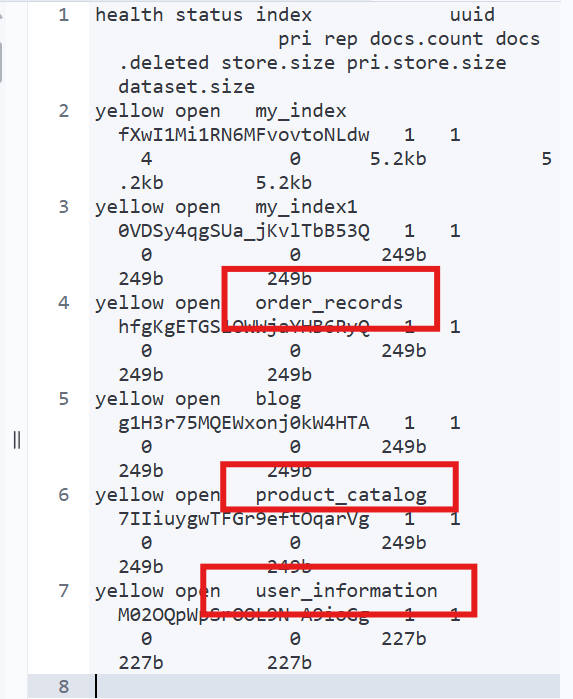 1 health status index uuid
pri rep docs.count docs
.deleted store.size pri.store.size
dataset.size
2 yellow open my_index
fXwI1Mi1RN6MFvovtoNLdw 1 1
4 0 5.2kb 5
.2kb 5.2kb
3 yellow open my_index1
0VDSy4qgSUa_jKvlTbB53Q 1 1
0 0 249b
249b 249b
4 yellow open order_records
1 1
0 0 249b
249b 249b
5 yellow open blog
g1H3r75MQEWxonj0kW4HTA 1 1
0 0 249b
249b 249b
6 yellow open product_catalog
7IIiuygwTFGr9eftOqarVg 1 1
0 0 249b
249b 249b
7 yellow open user_information
1 1
0 0 227b
227b 227b
8